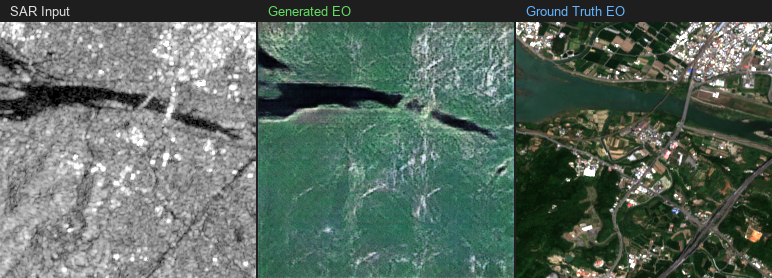 SAR Input
Generated EO
Ground Truth EO